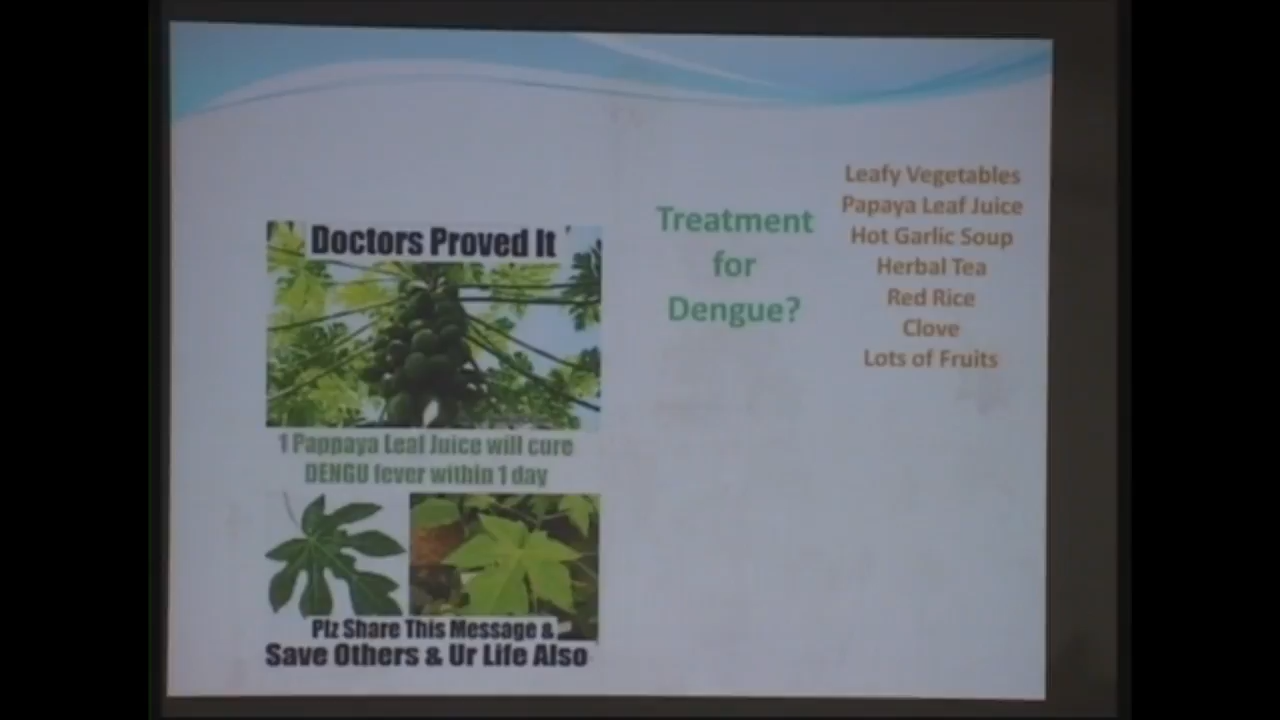 Doctors Proved It
1 Pappaya Leaf Juice will cure
DENGU fever within 1 day
Plz Share This Message &
Save Others & Ur Life Also
Treatment
for
Dengue?
Leafy Vegetables
Papaya Leaf Juice
Hot Garlic Soup
Herbal Tea
Red Rice
Clove
Lots of Fruits